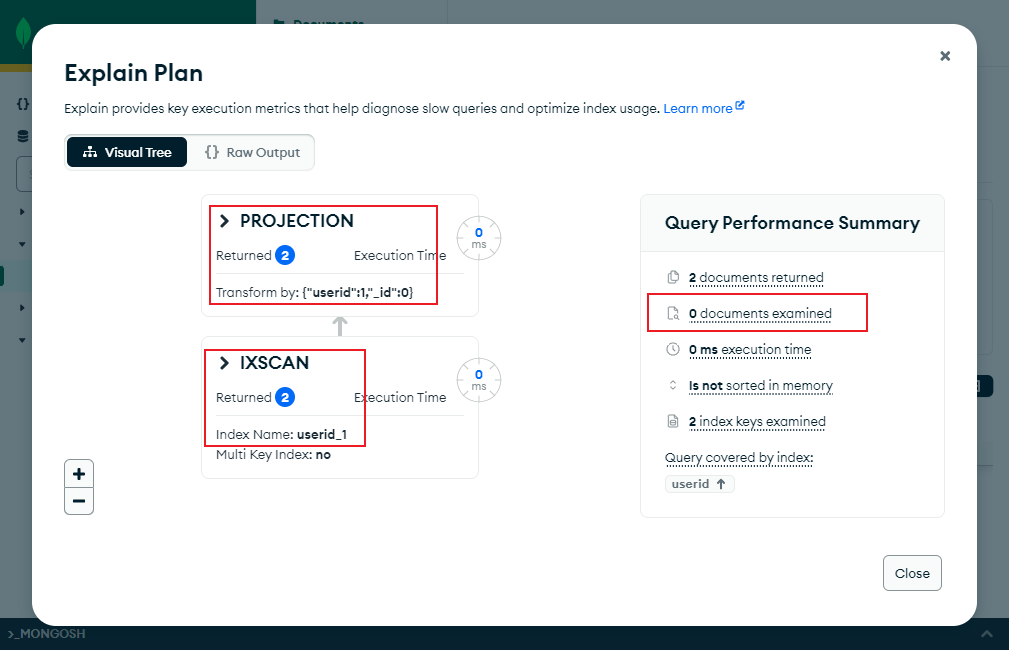 Documents
Explain Plan
Explain provides key execution metrics that help diagnose slow queries and optimize index usage. Learn more
Visual Tree
{} Raw Output
PROJECTION
Returned 2 Execution Time
0 ms
Transform by: {"userid":1,"_id":0}
IXSCAN
Returned 2 Execution Time
0 ms
Index Name: userid_1
Multi Key Index: no
Query Performance Summary
2 documents returned
0 documents examined
0 ms execution time
Is not sorted in memory
2 index keys examined
Query covered by index:
userid ↑
+
−
Close
>_MONGOSH